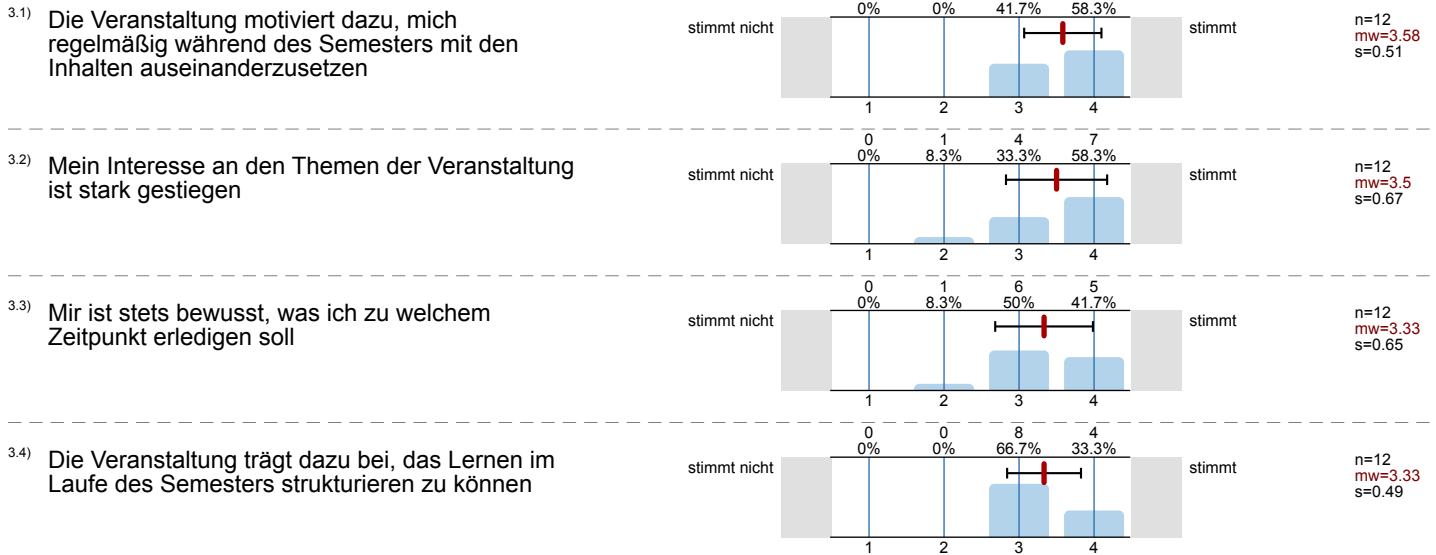 3.1) Die Veranstaltung motiviert dazu, mich
regelmäßig während des Semesters mit den
Inhalten auseinanderzusetzen
0% 0% 41.7% 58.3%
stimmt nicht stimmt
n=12
mw=3.58
s=0.51
1 2 3 4
3.2) Mein Interesse an den Themen der Veranstaltung
ist stark gestiegen
0 1 4 7
0% 8.3% 33.3% 58.3%
stimmt nicht stimmt
n=12
mw=3.5
s=0.67
1 2 3 4
3.3) Mir ist stets bewusst, was ich zu welchem
Zeitpunkt erledigen soll
0 1 6 5
0% 8.3% 50% 41.7%
stimmt nicht stimmt
n=12
mw=3.33
s=0.65
1 2 3 4
3.4) Die Veranstaltung trägt dazu bei, das Lernen im
Laufe des Semesters strukturieren zu können
0 0 8 4
0% 0% 66.7% 33.3%
stimmt nicht stimmt
n=12
mw=3.33
s=0.49
1 2 3 4